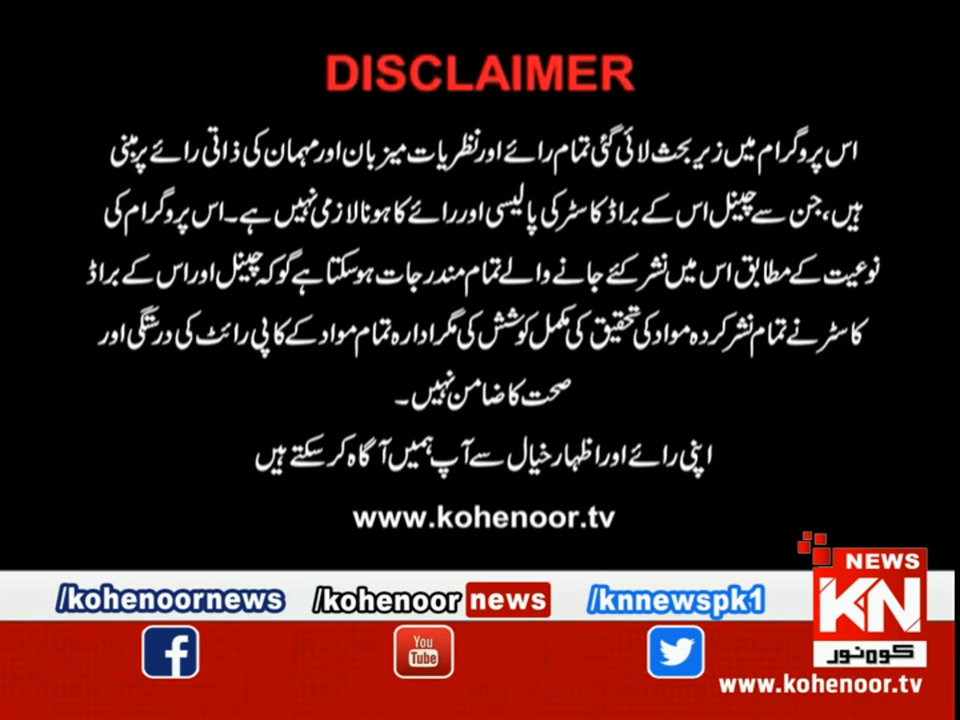 DISCLAIMER
اس پروگرام میں زیر بحث لائی گئی تمام رائے اور نظریات میزبان اور مہمان کی ذاتی رائے پر مبنی
ہیں، جن سے چینل اس کے براڈ کاسٹر کی پالیسی اور رائے کا ہونا لازمی نہیں ہے۔ اس پروگرام کی
نوعیت کے مطابق اس میں نشر کئے جانے والے تمام مندرجات ہوسکتا ہے گو کہ چینل اور اس کے براڈ
کاسٹر نے تمام نشر کردہ مواد کی تحقیق کی مکمل کوشش کی مگر ادارہ تمام مواد کے کاپی رائٹ کی درستگی اور
صحت کا ضامن نہیں۔
اپنی رائے اور اظہار خیال سے آپ ہمیں آگاہ کر سکتے ہیں
www.kohenoor.tv
/kohenoornews
/kohenoor news
/knnewspk1
You
Tube
NEWS
KN
کوہ نور
www.kohenoor.tv